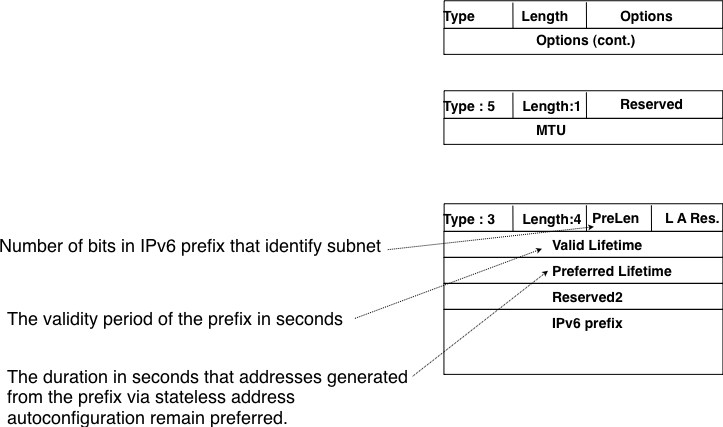 Type Length Options
Options (cont.)
Type : 5 Length:1 Reserved
MTU
Type : 3 Length:4 PreLen L A Res.
Number of bits in IPv6 prefix that identify subnet
Valid Lifetime
Preferred Lifetime
Reserved2
The validity period of the prefix in seconds
IPv6 prefix
The duration in seconds that addresses generated
from the prefix via stateless address
autoconfiguration remain preferred.